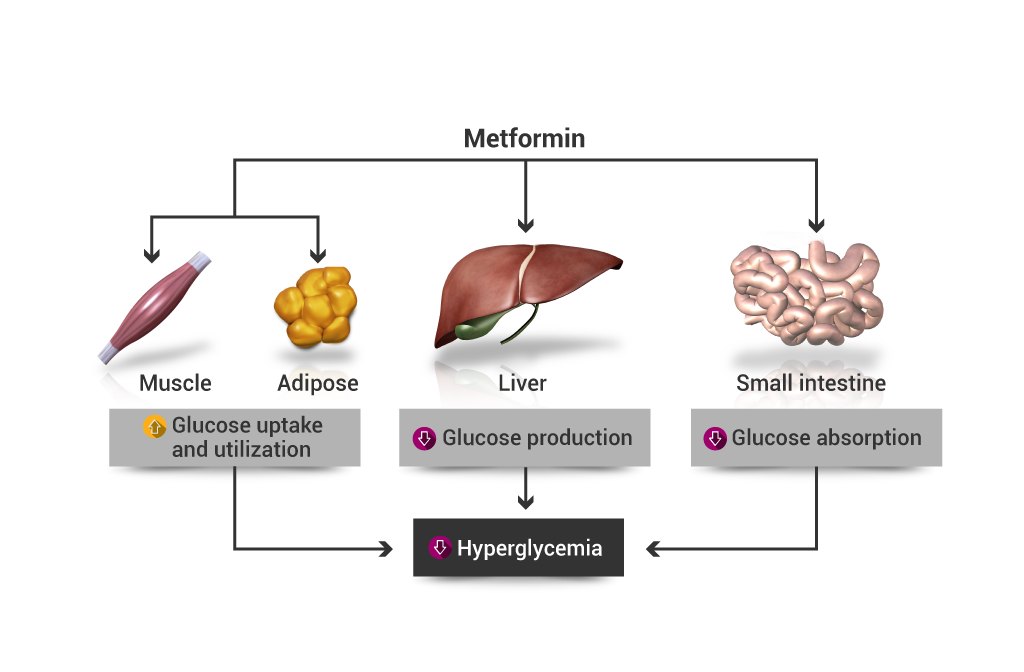 Metformin
Muscle
Adipose
Liver
Small intestine
Glucose uptake
and utilization
Glucose production
Glucose absorption
Hyperglycemia